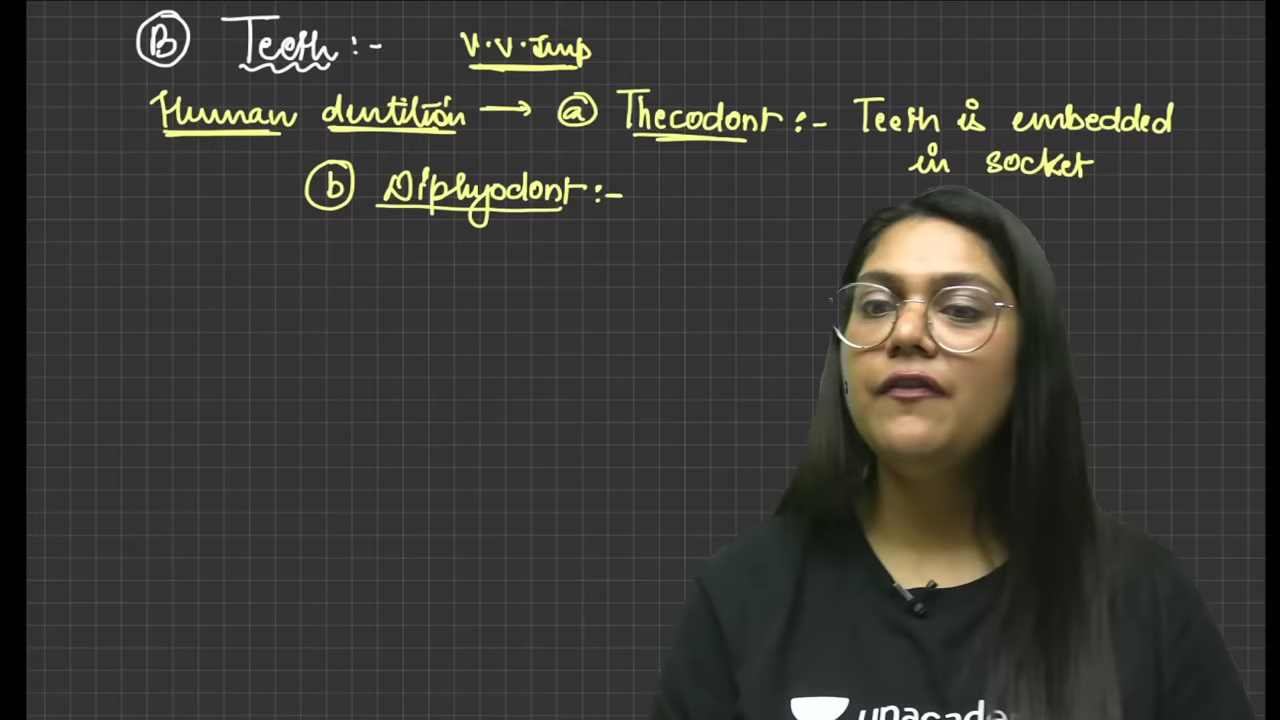 B Teeth :-
V.V.Imp
Human dentition → a Thecodont :- Teeth is embedded
in socket
b Diphyodont :-
unacade